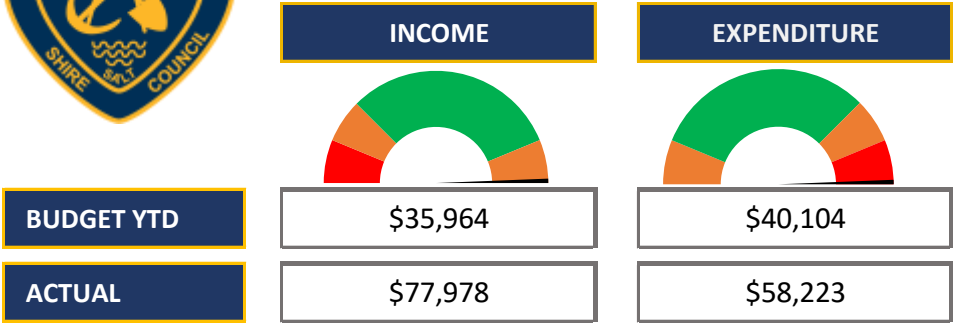 SHIRE SALT COUNCIL
INCOME EXPENDITURE
BUDGET YTD $35,964 $40,104
ACTUAL $77,978 $58,223